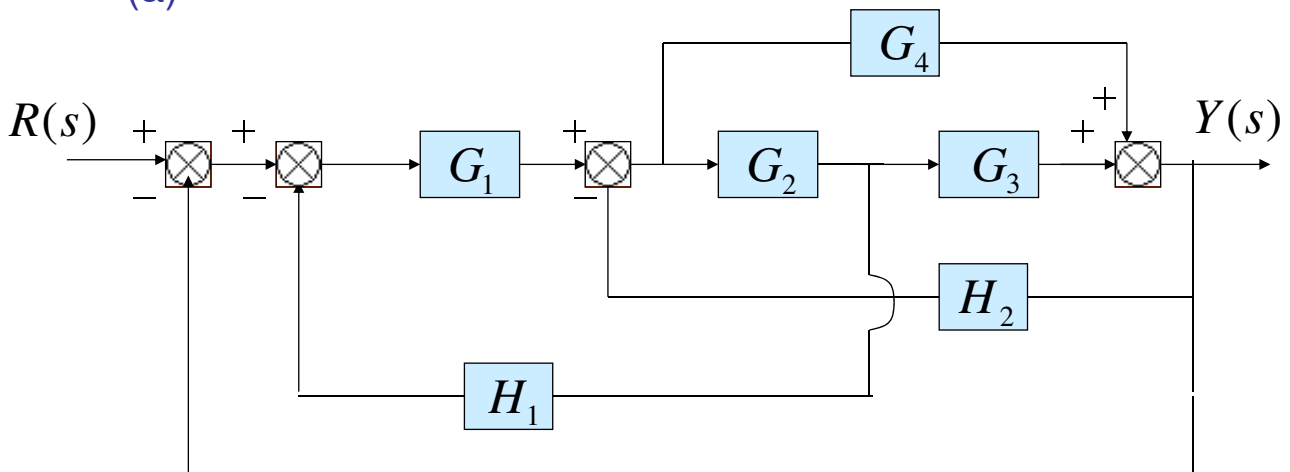 (a)
G₄
R(s) + + + + + Y(s)
G₁ G₂ G₃
− − −
H₂
H₁